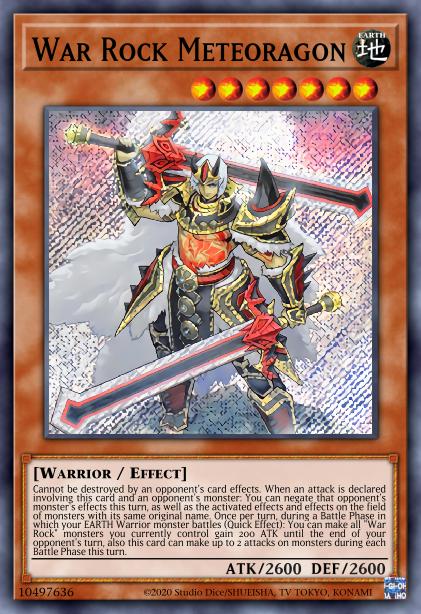 WAR ROCK METEORAGON
EARTH
地
[WARRIOR / EFFECT]
Cannot be destroyed by an opponent's card effects. When an attack is declared
involving this card and an opponent's monster: You can negate that opponent's
monster's effects this turn, as well as the activated effects and effects on the field
of monsters with its same original name. Once per turn, during a Battle Phase in
which your EARTH Warrior monster battles (Quick Effect): You can make all "War
Rock" monsters you currently control gain 200 ATK until the end of your
opponent's turn, also this card can make up to 2 attacks on monsters during each
Battle Phase this turn.
ATK/2600 DEF/2600
10497636
©2020 Studio Dice/SHUEISHA, TV TOKYO, KONAMI